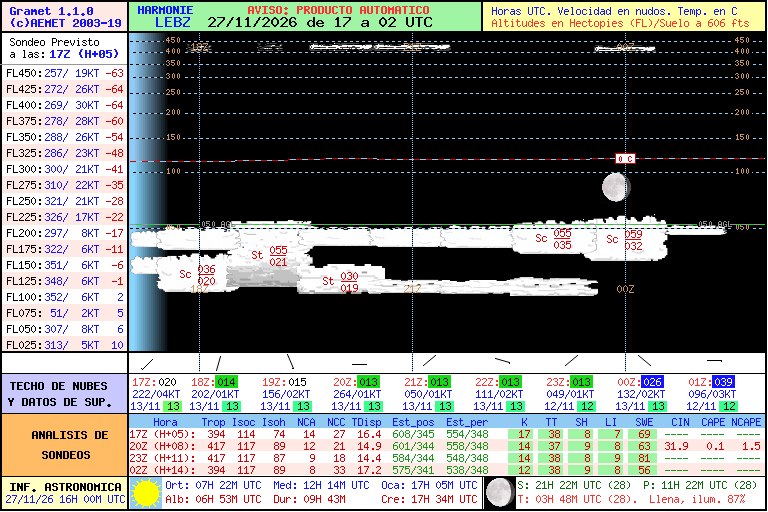 Gramet 1.1.0
(c)AEMET 2003-19
HARMONIE
LEBZ
AVISO: PRODUCTO AUTOMATICO
27/11/2026 de 17 a 02 UTC
Horas UTC. Velocidad en nudos. Temp. en C
Altitudes en Hectopies (FL)/Suelo a 606 fts
Sondeo Previsto
a las: 17Z (H+05)
FL450:257/ 19KT -63
FL425:272/ 26KT -64
FL400:269/ 30KT -64
FL375:278/ 28KT -60
FL350:288/ 26KT -54
FL325:286/ 23KT -48
FL300:300/ 21KT -41
FL275:310/ 22KT -35
FL250:321/ 21KT -28
FL225:326/ 17KT -22
FL200:297/ 8KT -17
FL175:322/ 6KT -11
FL150:351/ 6KT -6
FL125:348/ 6KT -1
FL100:352/ 6KT 2
FL075: 51/ 2KT 5
FL050:307/ 8KT 6
FL025:313/ 5KT 10
450 450
400 400
350 350
300 300
250 250
200 200
150 150
0 C
100 100
050 050
Sc 036 020
18Z
St 055 021
St 030 019
21Z
Sc 055 035
Sc 059 032
00Z
TECHO DE NUBES
Y DATOS DE SUP.
17Z:020 18Z:014 19Z:015 20Z:013 21Z:013 22Z:013 23Z:013 00Z:026 01Z:039
222/04KT 202/01KT 156/02KT 264/01KT 050/01KT 111/02KT 049/01KT 132/02KT 096/03KT
13/11 13 13/11 13 13/11 12 13/11 13 13/11 13 13/11 12 12/11 12 13/11 13 12/11 12
ANALISIS DE
SONDEOS
Hora Trop Isoc Isoh NCA NCC TDisp Est_pos Est_per K TT SH LI SWE CIN CAPE NCAPE
17Z (H+05): 394 114 74 14 27 16.4 608/345 554/348 17 38 8 7 69 ---- ---- ----
20Z (H+08): 417 117 89 12 21 14.9 601/344 558/348 14 37 9 8 63 31.9 0.1 1.5
23Z (H+11): 417 117 87 9 18 14.4 584/343 548/348 14 38 9 9 81 ---- ---- ----
02Z (H+14): 417 117 89 8 33 17.2 575/341 538/348 12 38 9 8 56 ---- ---- ----
INF. ASTRONOMICA
27/11/26 16H 00M UTC
Ort: 07H 22M UTC Med: 12H 14M UTC Oca: 17H 05M UTC
Alb: 06H 53M UTC Dur: 09H 43M Cre: 17H 34M UTC
S: 21H 22M UTC (28) P: 11H 22M UTC (28)
T: 03H 48M UTC (28). Llena, ilum. 87%